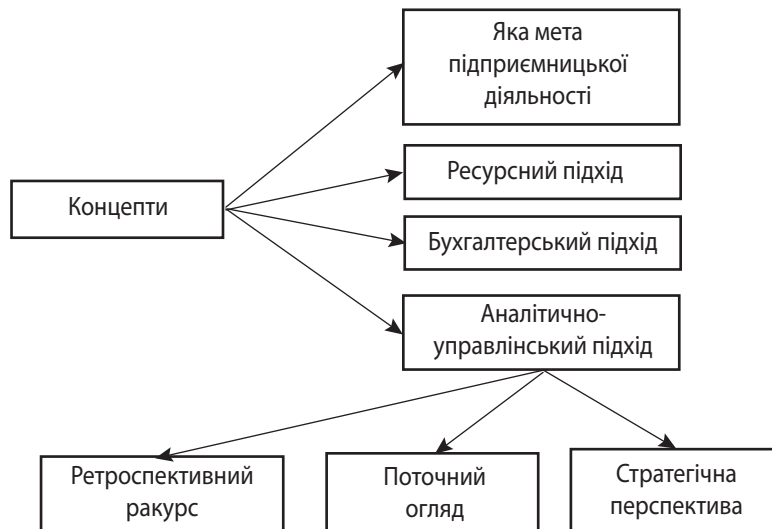 Яка мета
підприємницької
діяльності
Концепти
Ресурсний підхід
Бухгалтерський підхід
Аналітично-
управлінський підхід
Ретроспективний
ракурс
Поточний
огляд
Стратегічна
перспектива